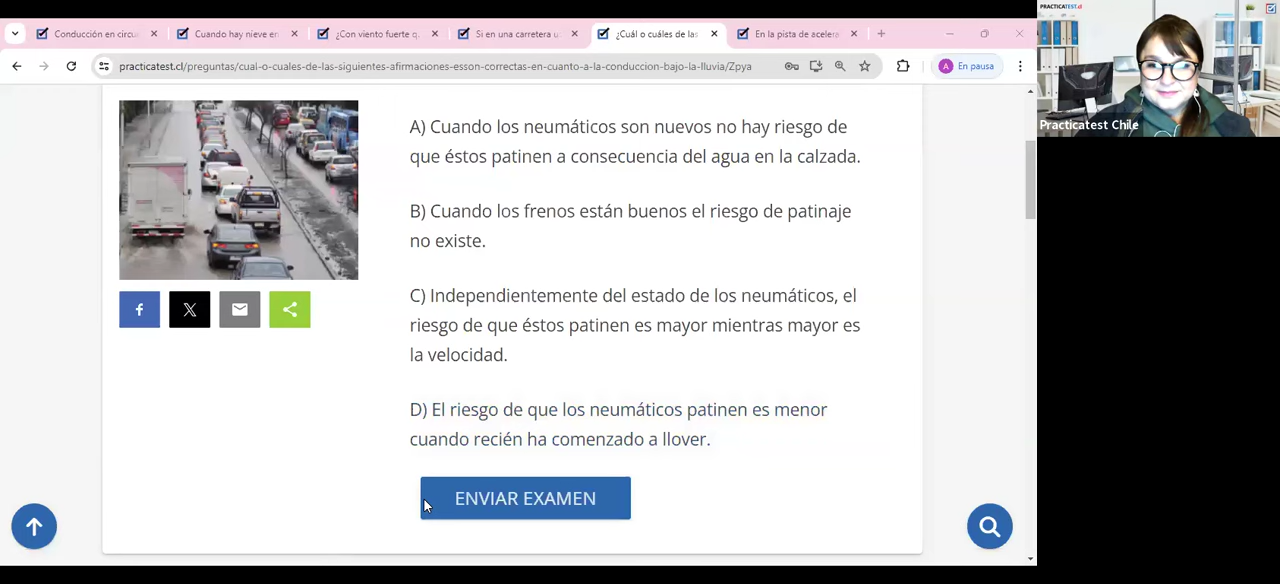 Conducción en circu
Cuando hay nieve en
¿Con viento fuerte q
Si en una carretera u
¿Cuál o cuáles de las
En la pista de acelera
practicatest.cl/preguntas/cual-o-cuales-de-las-siguientes-afirmaciones-esson-correctas-en-cuanto-a-la-conduccion-bajo-la-lluvia/Zpya
A
En pausa
PRACTICATEST.cl
Practicatest Chile
A) Cuando los neumáticos son nuevos no hay riesgo de
que éstos patinen a consecuencia del agua en la calzada.
B) Cuando los frenos están buenos el riesgo de patinaje
no existe.
C) Independientemente del estado de los neumáticos, el
riesgo de que éstos patinen es mayor mientras mayor es
la velocidad.
D) El riesgo de que los neumáticos patinen es menor
cuando recién ha comenzado a llover.
ENVIAR EXAMEN